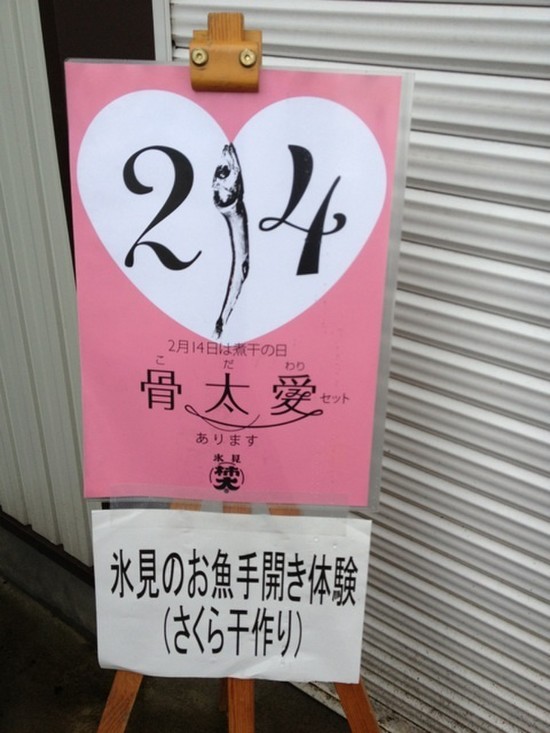 2 4
2月14日は煮干の日
こ だ わり
骨太愛セット
あります
氷見
柿太
氷見のお魚手開き体験
(さくら干作り)